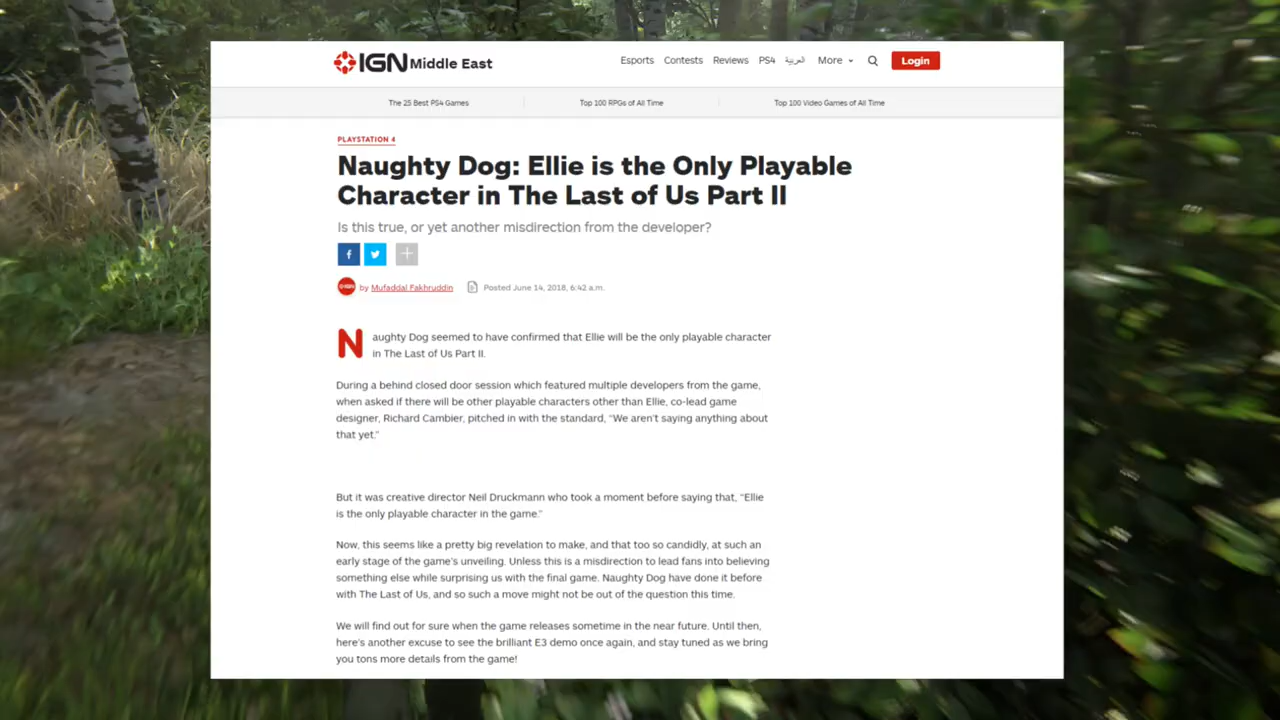 IGN Middle East
Esports Contests Reviews PS4 العربية More Login
The 25 Best PS4 Games Top 100 RPGs of All Time Top 100 Video Games of All Time
PLAYSTATION 4
Naughty Dog: Ellie is the Only Playable
Character in The Last of Us Part II
Is this true, or yet another misdirection from the developer?
by Mufaddal Fakhruddin Posted June 14, 2018, 6:42 a.m.
Naughty Dog seemed to have confirmed that Ellie will be the only playable character
in The Last of Us Part II.
During a behind closed door session which featured multiple developers from the game,
when asked if there will be other playable characters other than Ellie, co-lead game
designer, Richard Cambier, pitched in with the standard, “We aren’t saying anything about
that yet.”
But it was creative director Neil Druckmann who took a moment before saying that, “Ellie
is the only playable character in the game.”
Now, this seems like a pretty big revelation to make, and that too so candidly, at such an
early stage of the game’s unveiling. Unless this is a misdirection to lead fans into believing
something else while surprising us with the final game. Naughty Dog have done it before
with The Last of Us, and so such a move might not be out of the question this time.
We will find out for sure when the game releases sometime in the near future. Until then,
here’s another excuse to see the brilliant E3 demo once again, and stay tuned as we bring
you tons more details from the game!